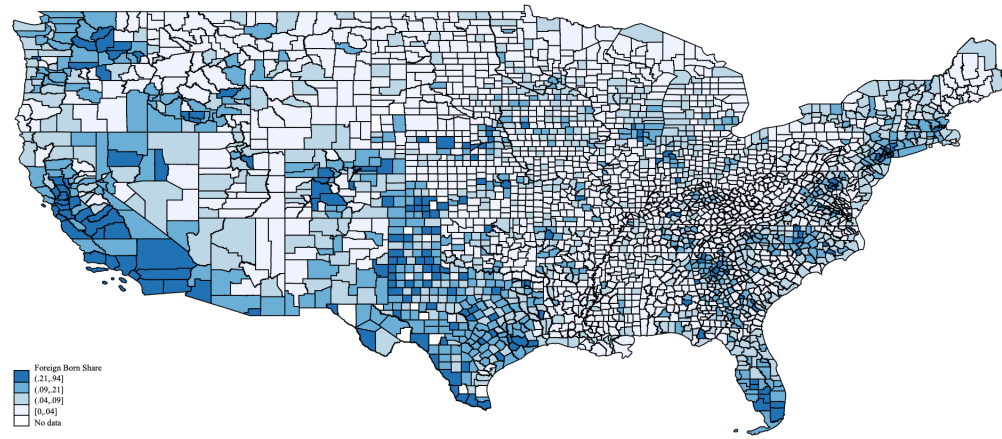 Foreign Born Share
(.21,.94]
(.09,.21]
(.04,.09]
[0,.04]
No data